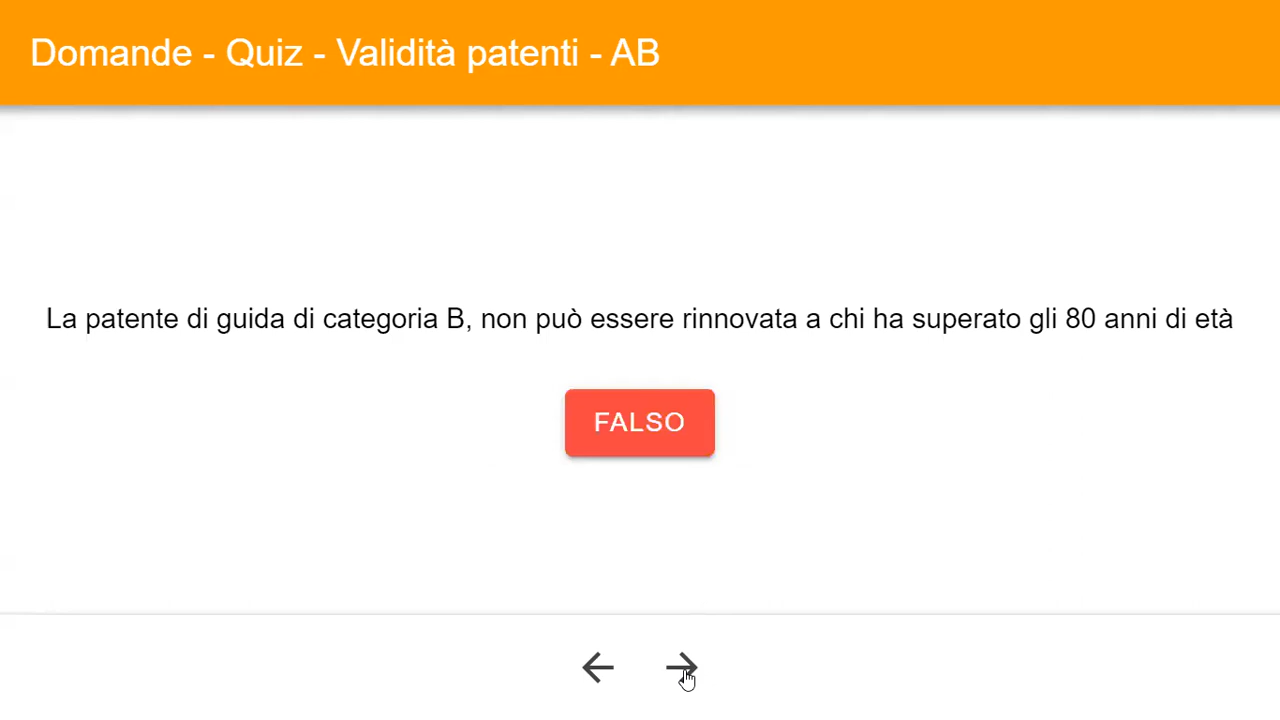 Domande - Quiz - Validità patenti - AB
La patente di guida di categoria B, non può essere rinnovata a chi ha superato gli 80 anni di età
FALSO